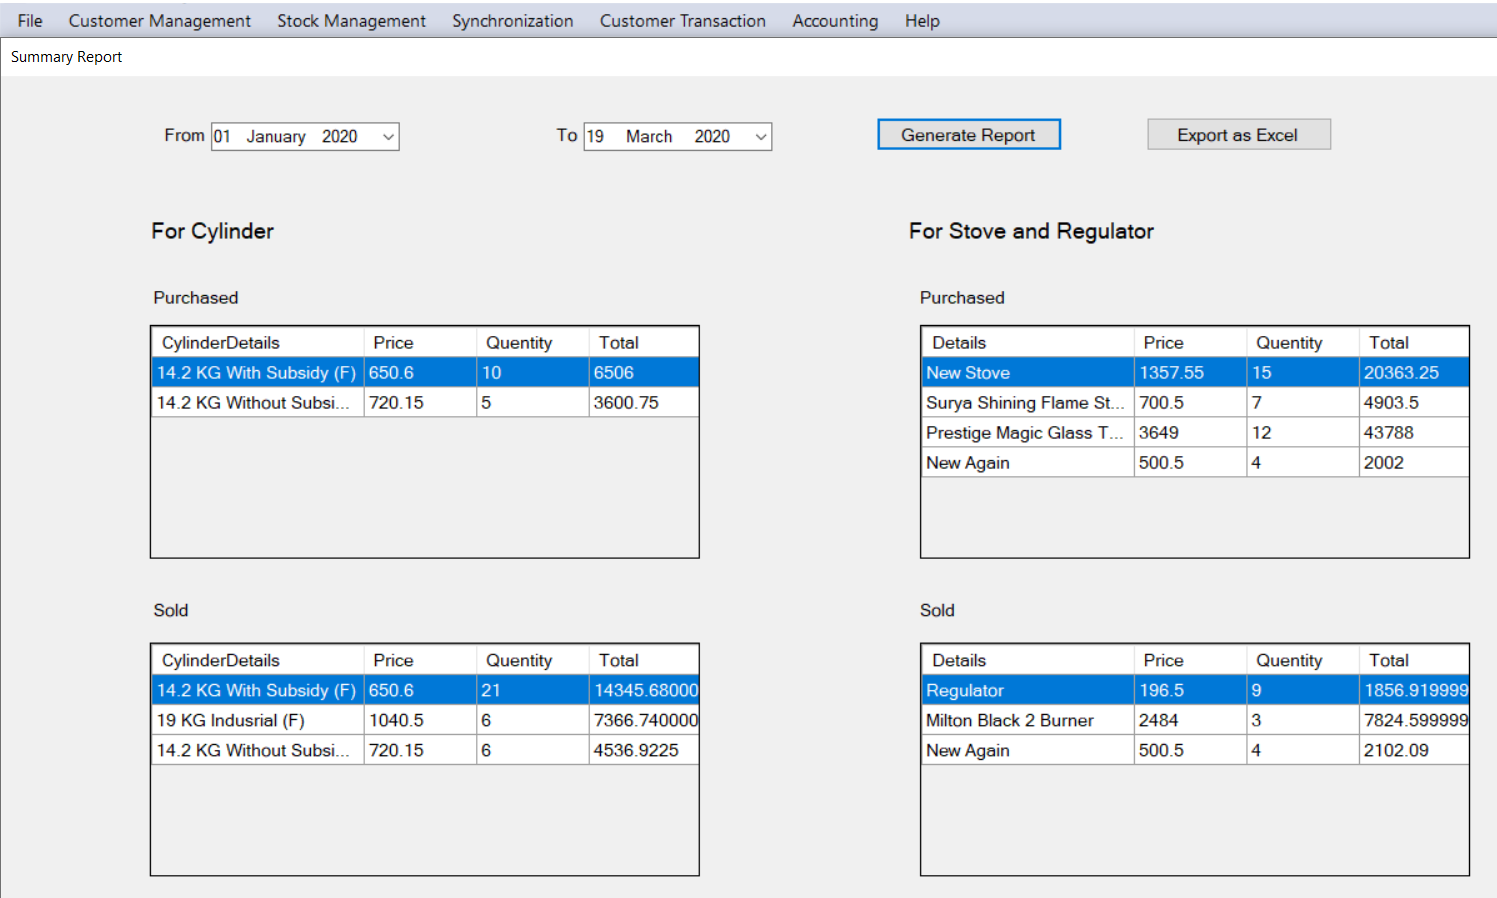 File Customer Management Stock Management Synchronization Customer Transaction Accounting Help
Summary Report
From 01 January 2020 To 19 March 2020 Generate Report Export as Excel
For Cylinder
Purchased
CylinderDetails Price Quentity Total
14.2 KG With Subsidy (F) 650.6 10 6506
14.2 KG Without Subsi... 720.15 5 3600.75
Sold
CylinderDetails Price Quentity Total
14.2 KG With Subsidy (F) 650.6 21 14345.68000
19 KG Indusrial (F) 1040.5 6 7366.740000
14.2 KG Without Subsi... 720.15 6 4536.9225
For Stove and Regulator
Purchased
Details Price Quentity Total
New Stove 1357.55 15 20363.25
Surya Shining Flame St... 700.5 7 4903.5
Prestige Magic Glass T... 3649 12 43788
New Again 500.5 4 2002
Sold
Details Price Quentity Total
Regulator 196.5 9 1856.919999
Milton Black 2 Burner 2484 3 7824.599999
New Again 500.5 4 2102.09